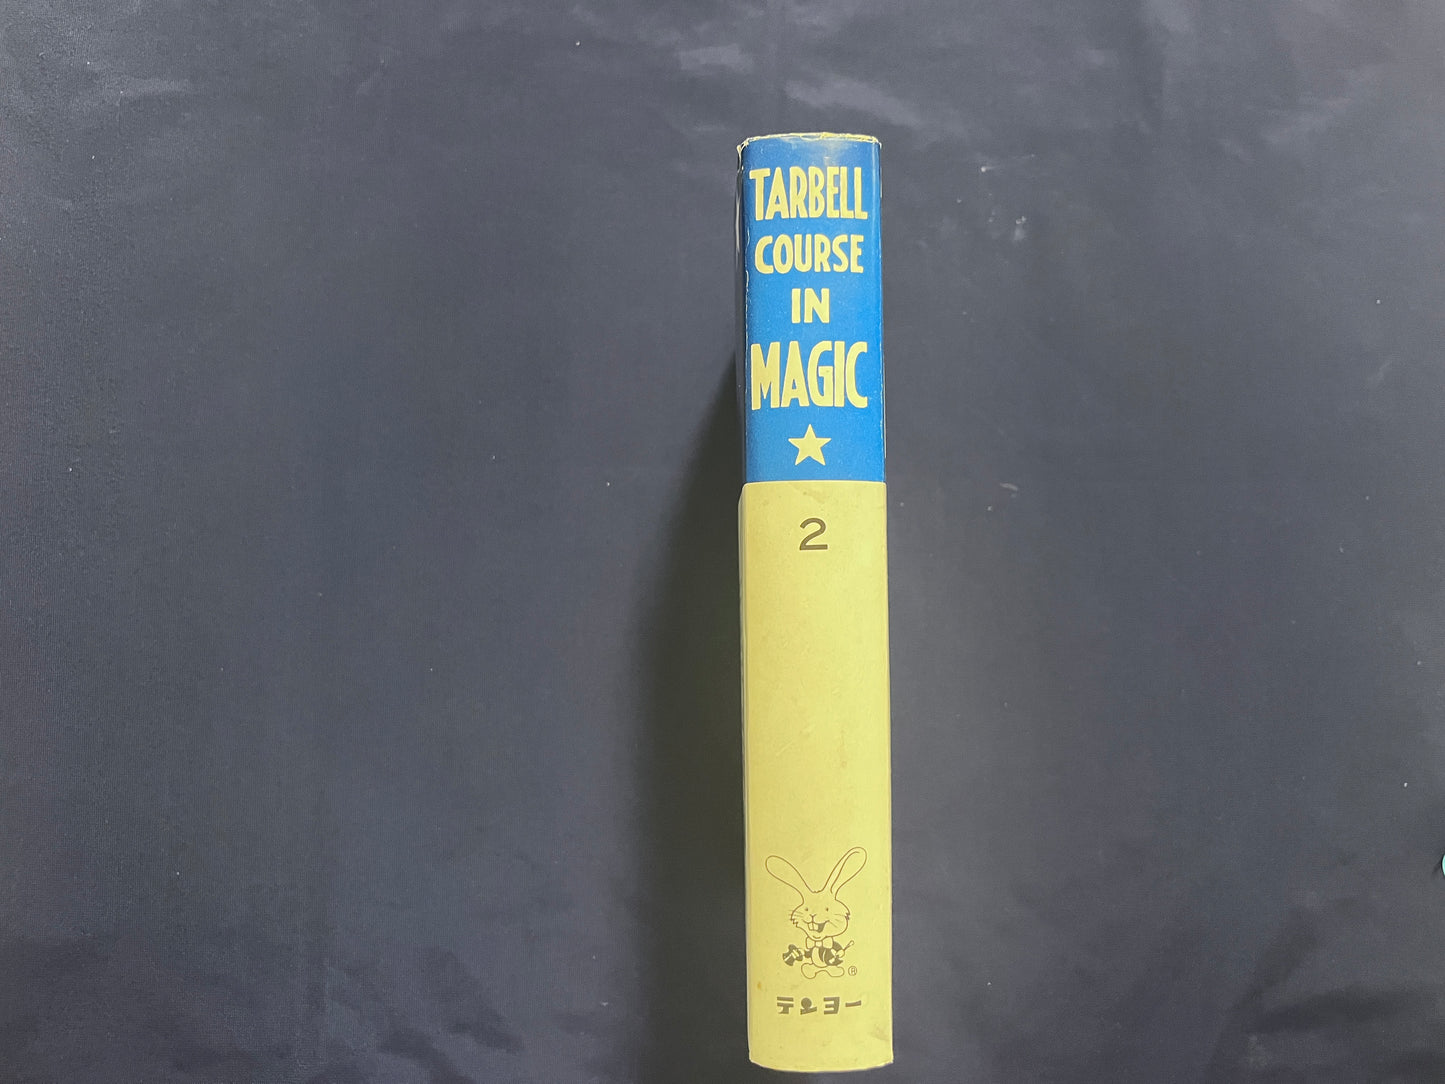 TARBELL
COURSE
IN
MAGIC
2
®
テンヨー